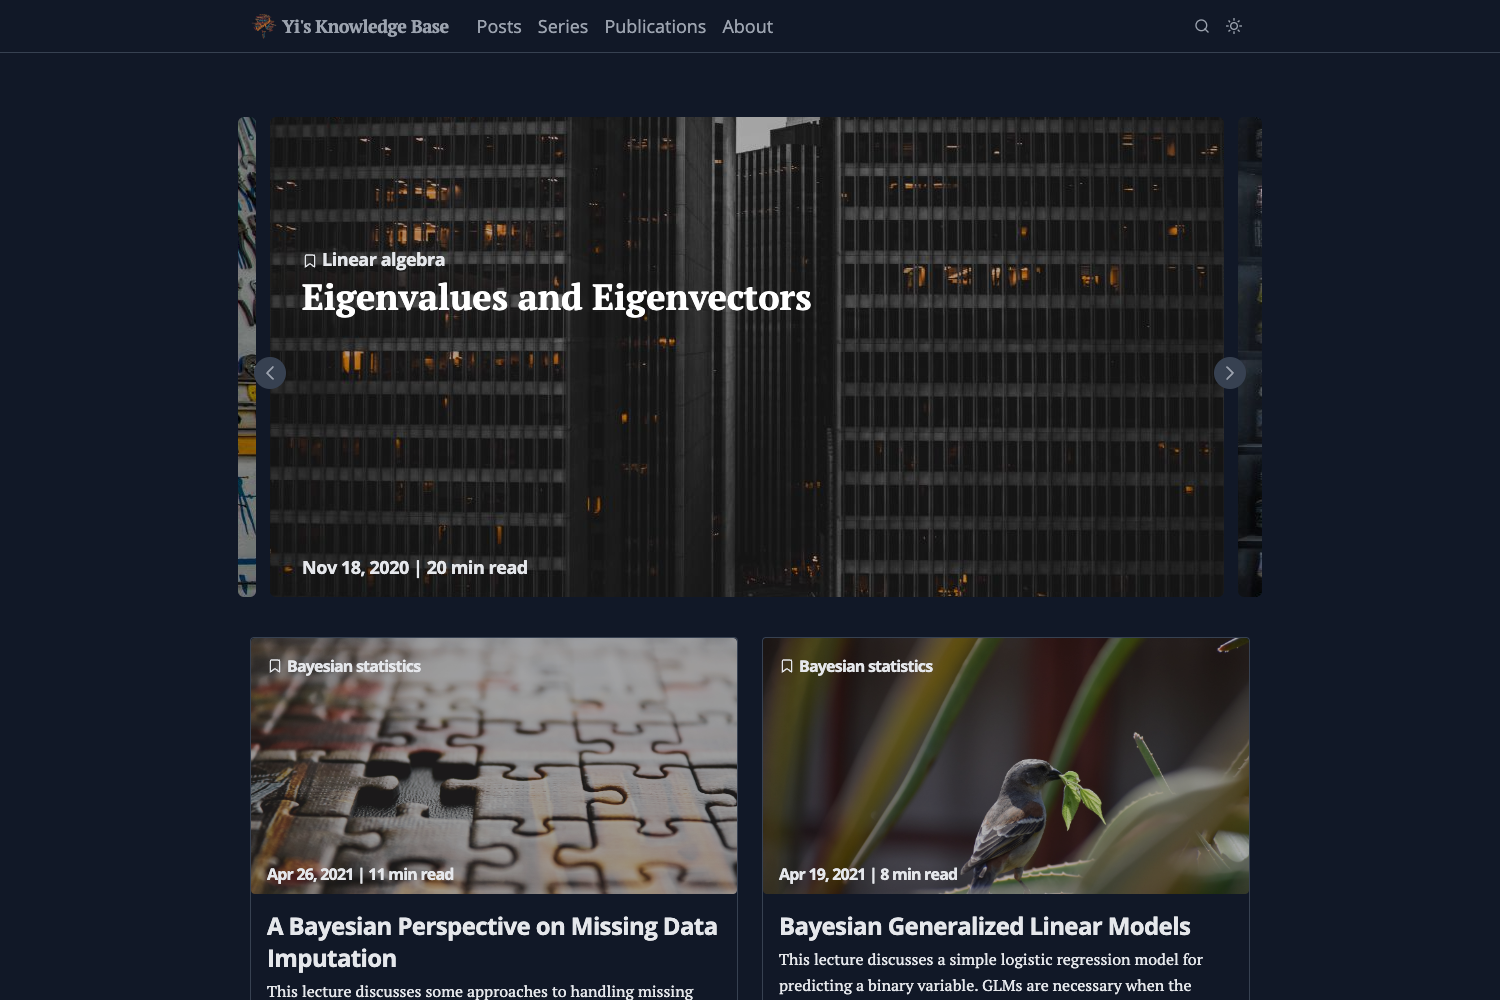 Yi's Knowledge Base
Posts
Series
Publications
About
Linear algebra
Eigenvalues and Eigenvectors
Nov 18, 2020 | 20 min read
Bayesian statistics
Apr 26, 2021 | 11 min read
A Bayesian Perspective on Missing Data
Imputation
This lecture discusses some approaches to handling missing
Bayesian statistics
Apr 19, 2021 | 8 min read
Bayesian Generalized Linear Models
This lecture discusses a simple logistic regression model for
predicting a binary variable. GLMs are necessary when the